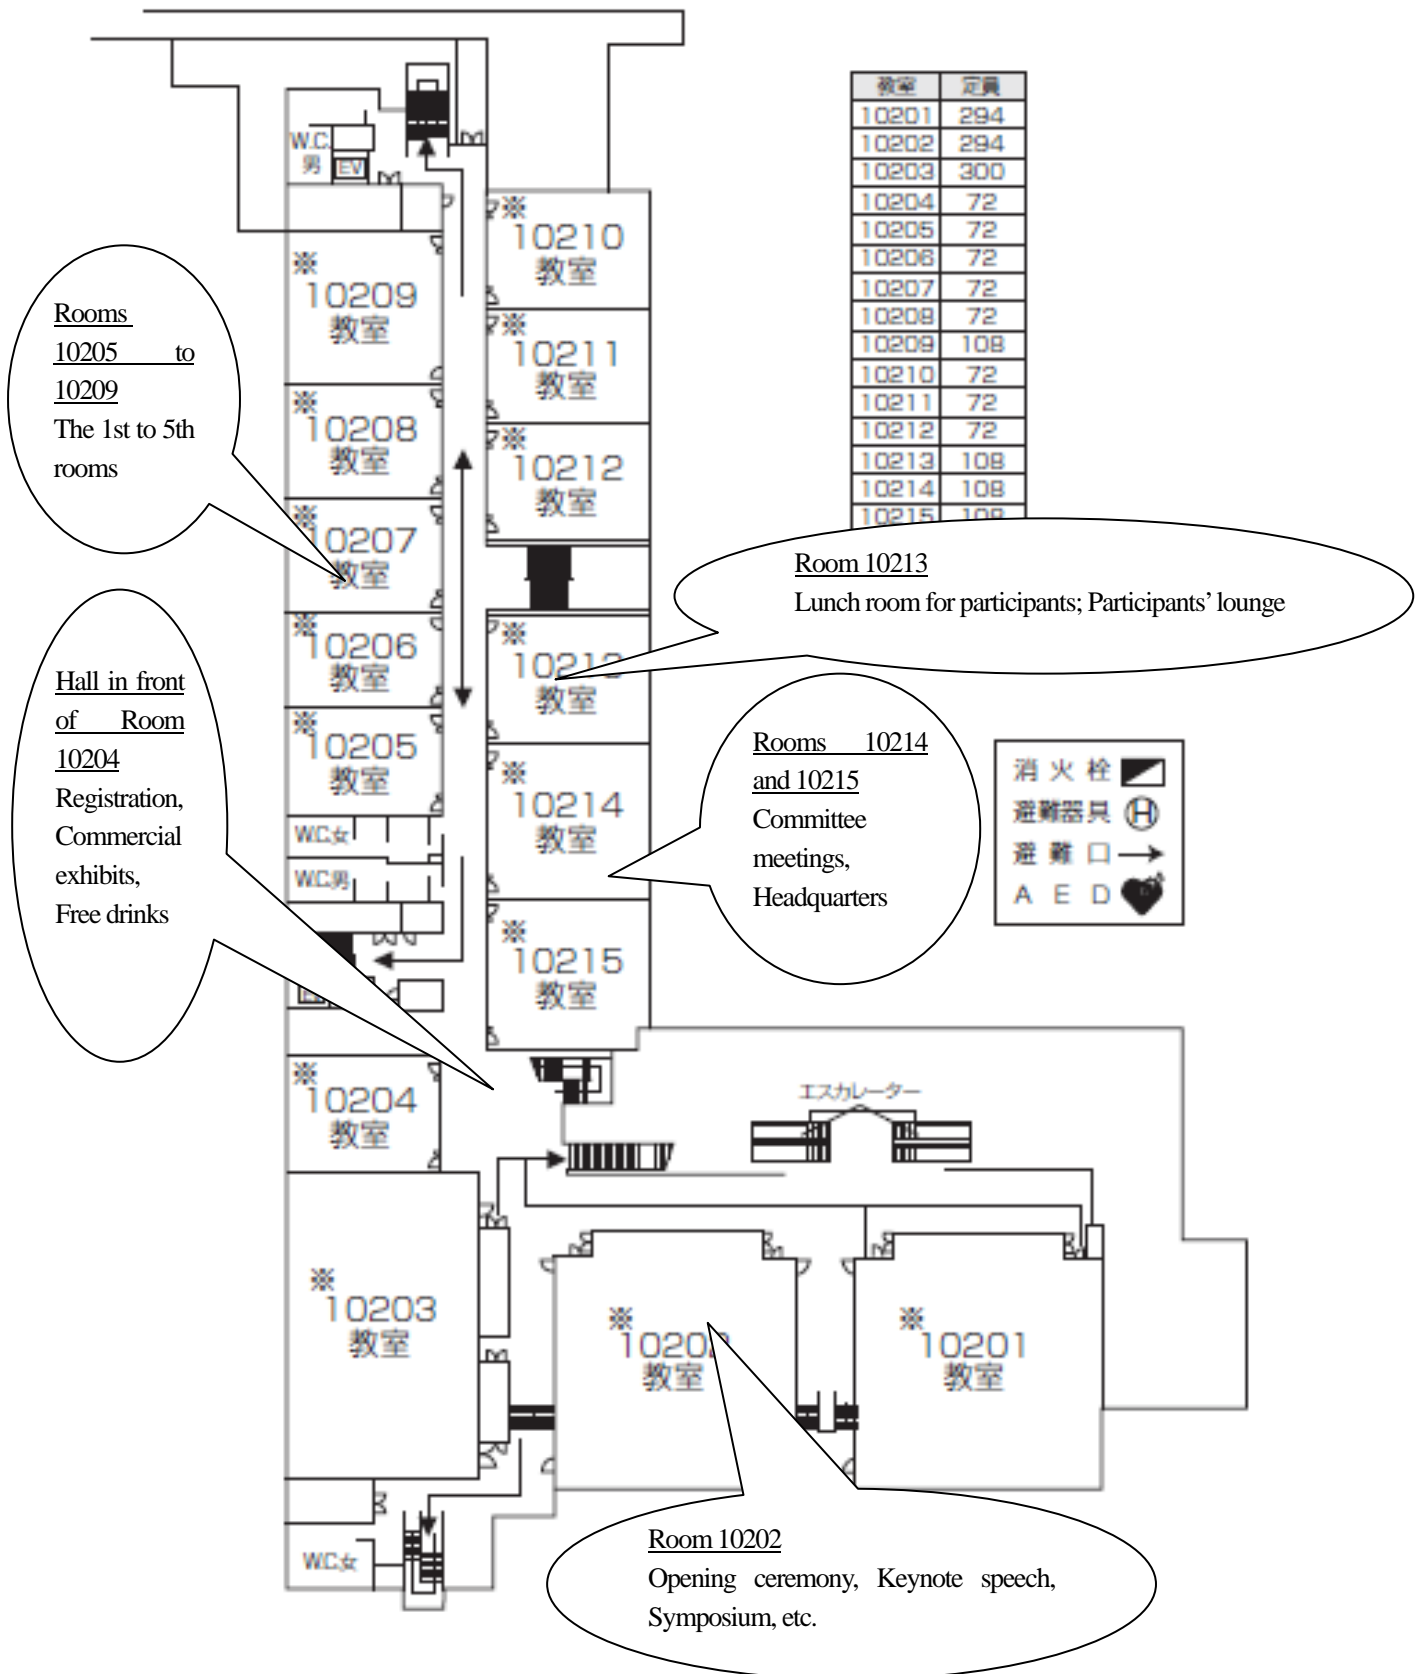 教室 定員
10201 294
10202 294
10203 300
10204 72
10205 72
10206 72
10207 72
10208 72
10209 108
10210 72
10211 72
10212 72
10213 108
10214 108
10215 108
W.C.
男
EV
※
10210
教室
※
10209
教室
※
10211
教室
※
10208
教室
※
10212
教室
※
10207
教室
※
10206
教室
※
10213
教室
※
10205
教室
※
10214
教室
W.C.女
W.C.男
※
10215
教室
※
10204
教室
エスカレーター
※
10203
教室
※
10202
教室
※
10201
教室
W.C.女
Rooms
10205 to
10209
The 1st to 5th
rooms
Room 10213
Lunch room for participants; Participants’ lounge
Hall in front
of Room
10204
Registration,
Commercial
exhibits,
Free drinks
Rooms 10214
and 10215
Committee
meetings,
Headquarters
消火栓
避難器具 H
避難口
AED
Room 10202
Opening ceremony, Keynote speech,
Symposium, etc.